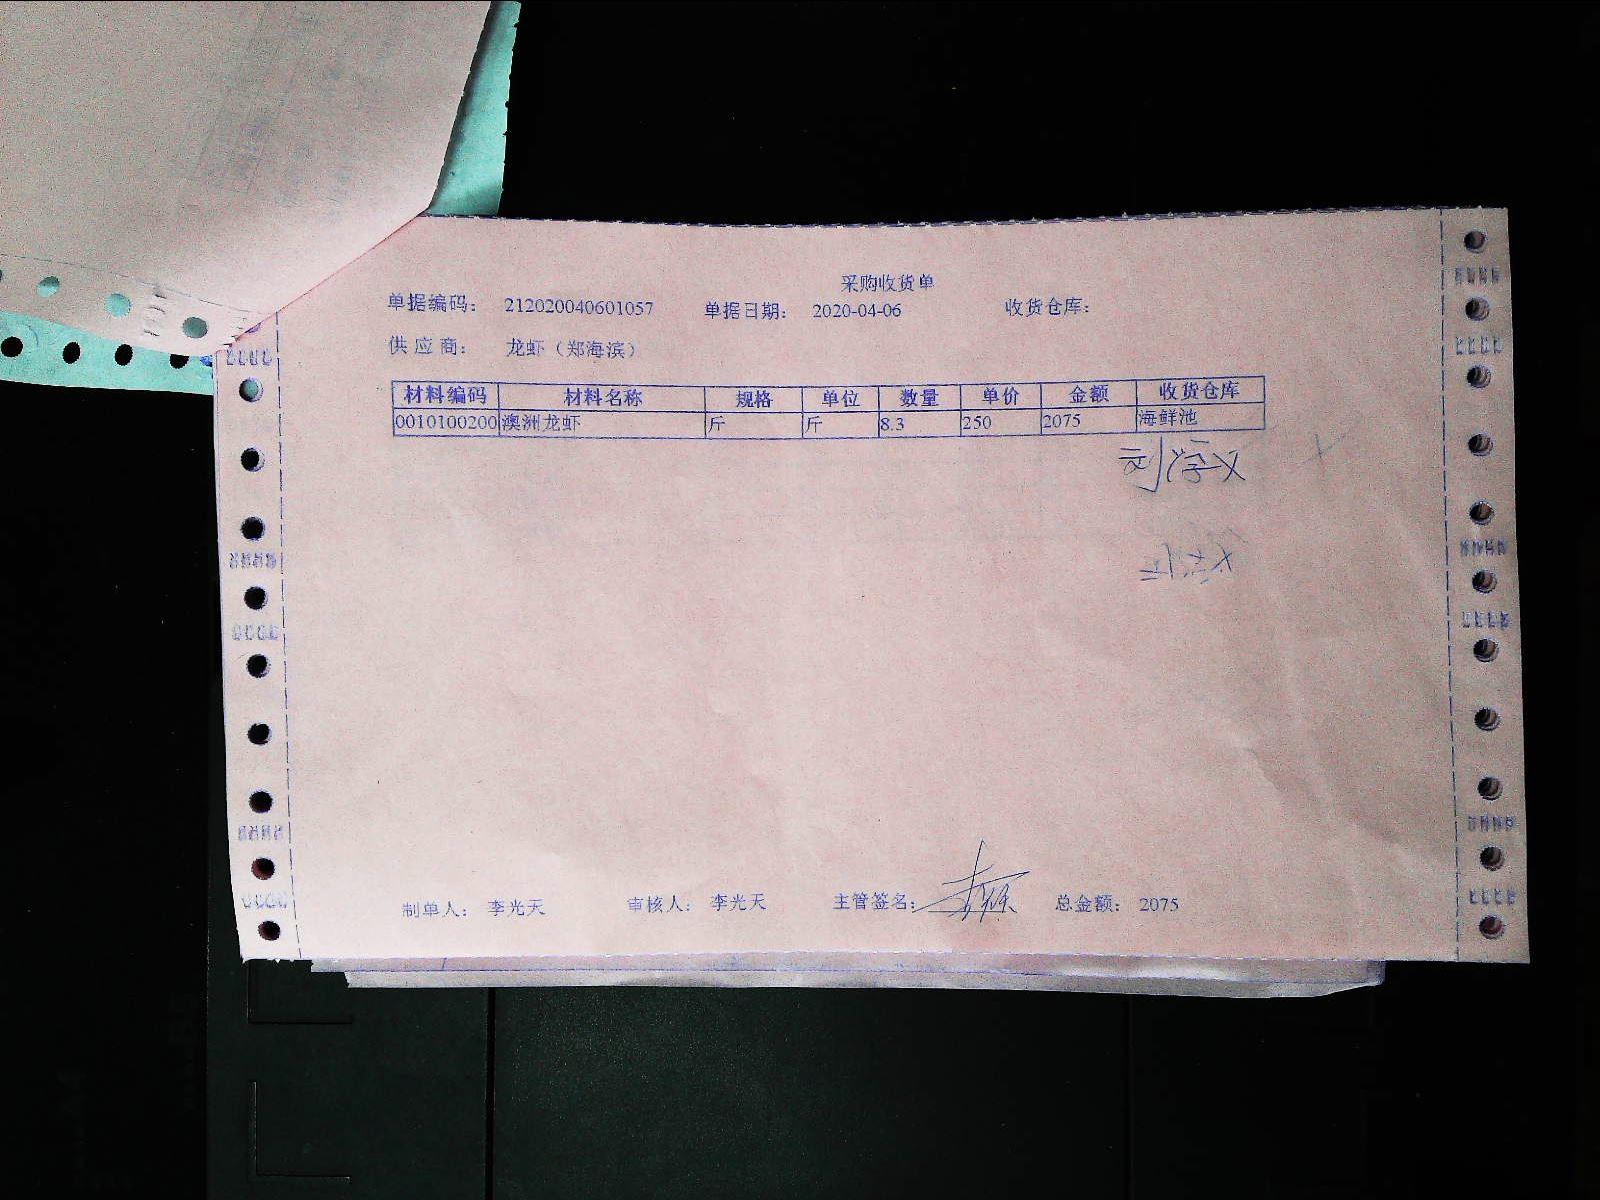 采购收货单
单据编码： 212020040601057 单据日期： 2020-04-06 收货仓库：
供应商： 龙虾（郑海滨）
材料编码 材料名称 规格 单位 数量 单价 金额 收货仓库
0010100200 澳洲龙虾 斤 斤 8.3 250 2075 海鲜池
制单人： 李光天 审核人： 李光天 主管签名： 总金额： 2075